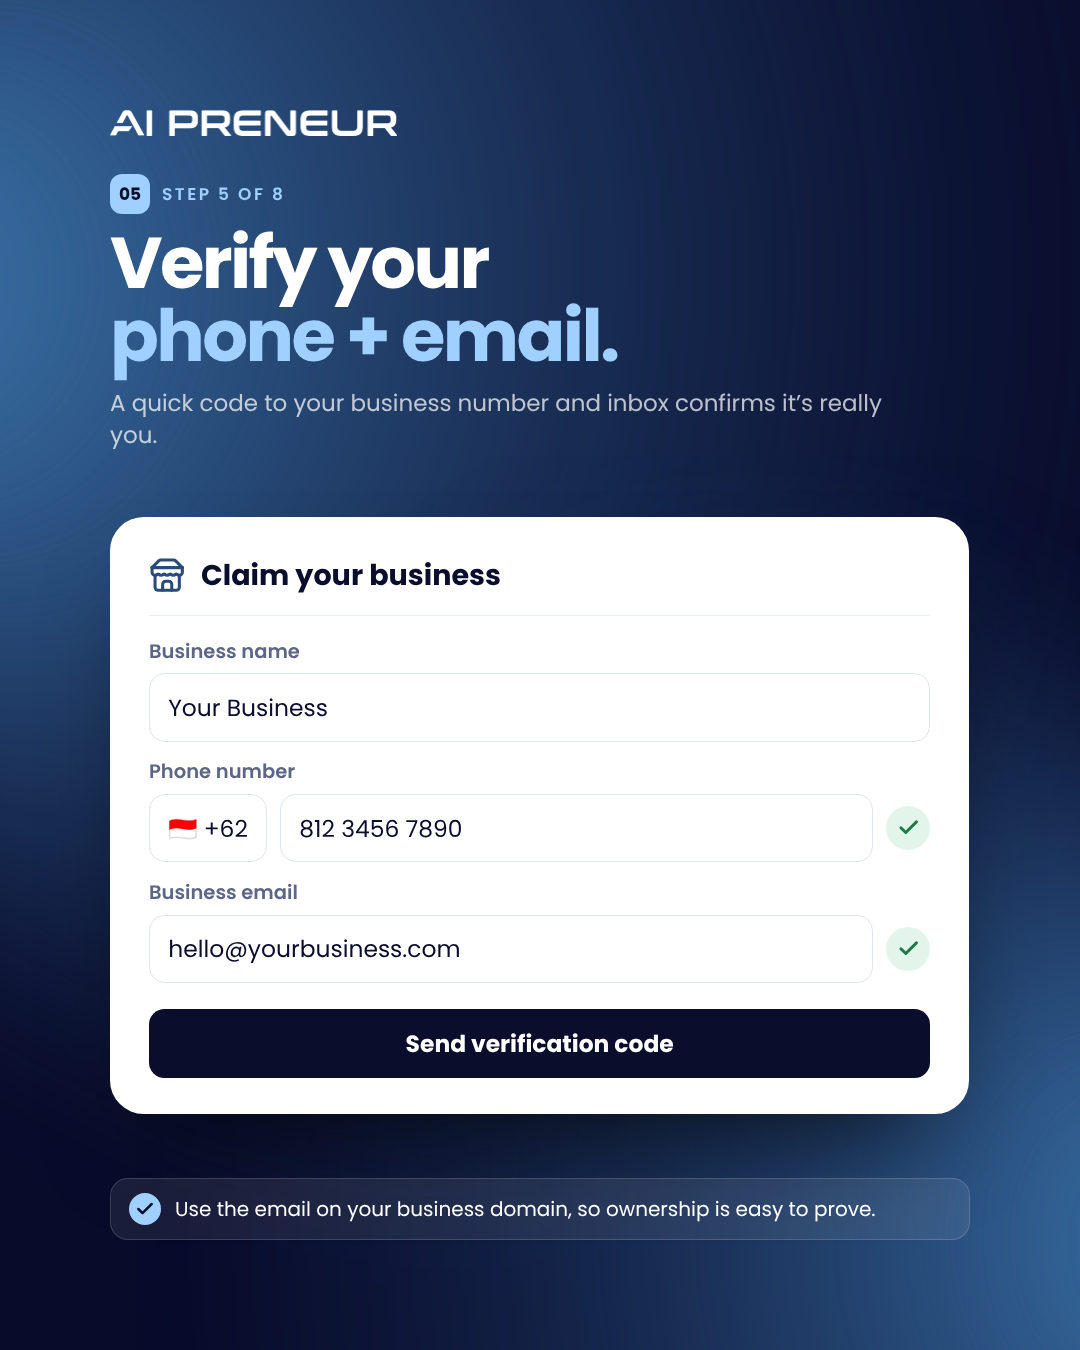 AI PRENEUR
05 STEP 5 OF 8
Verify your
phone + email.
A quick code to your business number and inbox confirms it’s really
you.
Claim your business
Business name
Your Business
Phone number
🇮🇩 +62 812 3456 7890
Business email
hello@yourbusiness.com
Send verification code
Use the email on your business domain, so ownership is easy to prove.